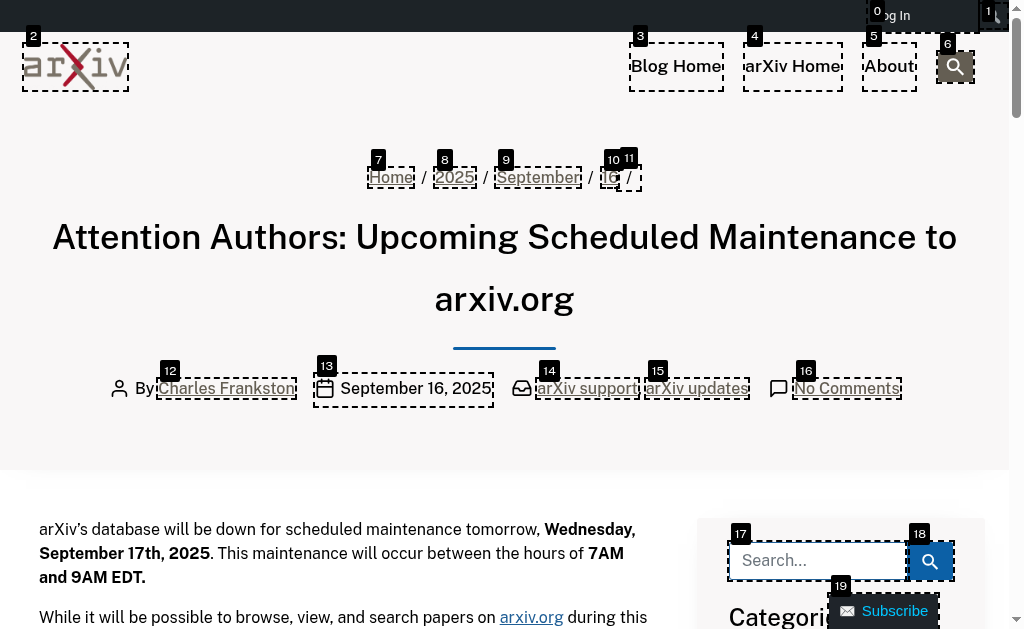 0 og In 1
2 arXiv
3 Blog Home 4 arXiv Home 5 About 6
7 Home / 8 2025 / 9 September / 10 16 11 /
Attention Authors: Upcoming Scheduled Maintenance to
arxiv.org
By 12 Charles Frankston 13 September 16, 2025 14 arXiv support 15 arXiv updates 16 No Comments
arXiv’s database will be down for scheduled maintenance tomorrow, Wednesday,
September 17th, 2025. This maintenance will occur between the hours of 7AM
and 9AM EDT.
While it will be possible to browse, view, and search papers on arxiv.org during this
17 Search... 18
Categori
19 Subscribe